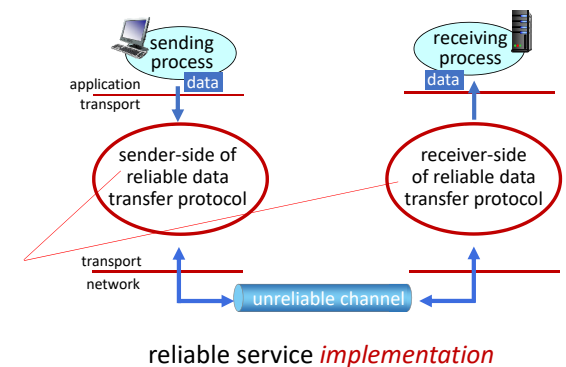 sending
process
data
receiving
process
data
application
transport
sender-side of
reliable data
transfer protocol
receiver-side
of reliable data
transfer protocol
transport
network
unreliable channel
reliable service implementation